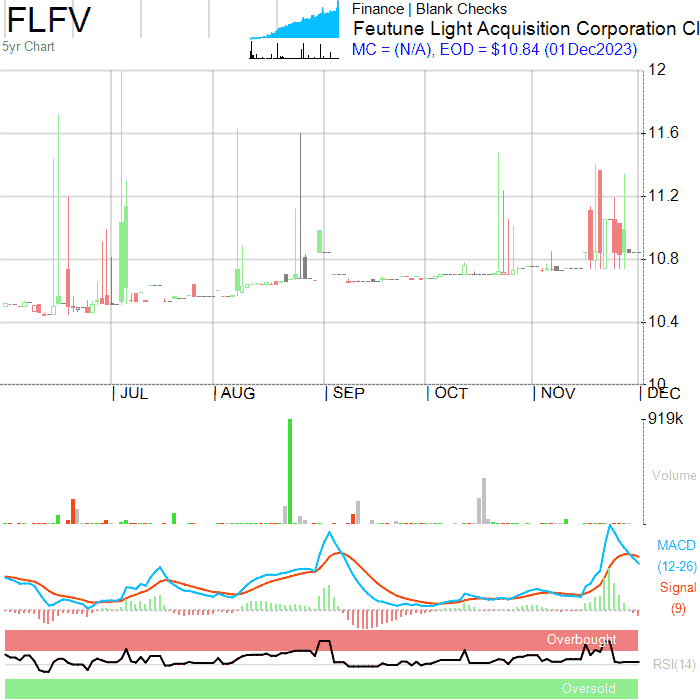 FLFV
5yr Chart
Finance | Blank Checks
Feutune Light Acquisition Corporation Cl
MC = (N/A), EOD = $10.84 (01Dec2023)
12
11.6
11.2
10.8
10.4
10
JUL
AUG
SEP
OCT
NOV
DEC
919k
Volume
MACD
(12-26)
Signal
(9)
Overbought
RSI(14)
Oversold